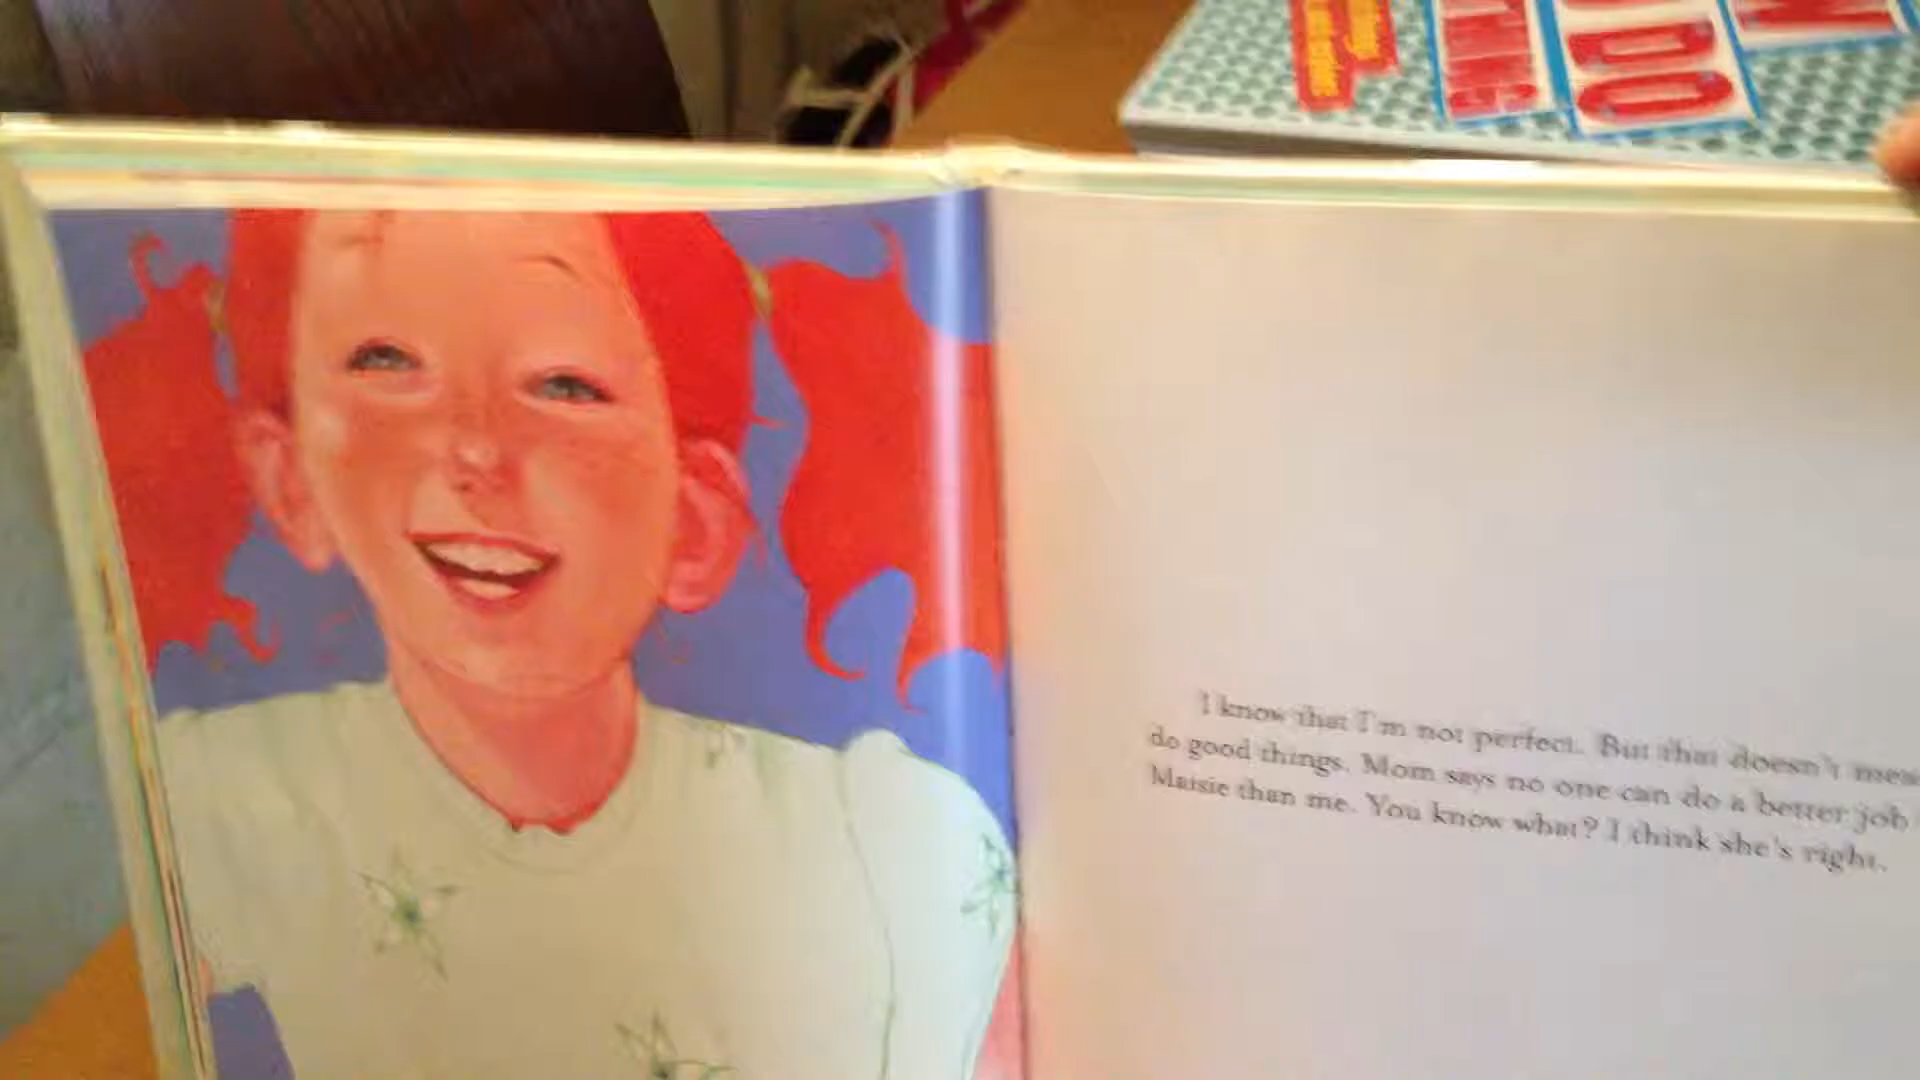 I know that I'm not perfect. But that doesn't
do good things. Mom says no one can do a better job
Maisie than me. You know what? I think she's right.
DO